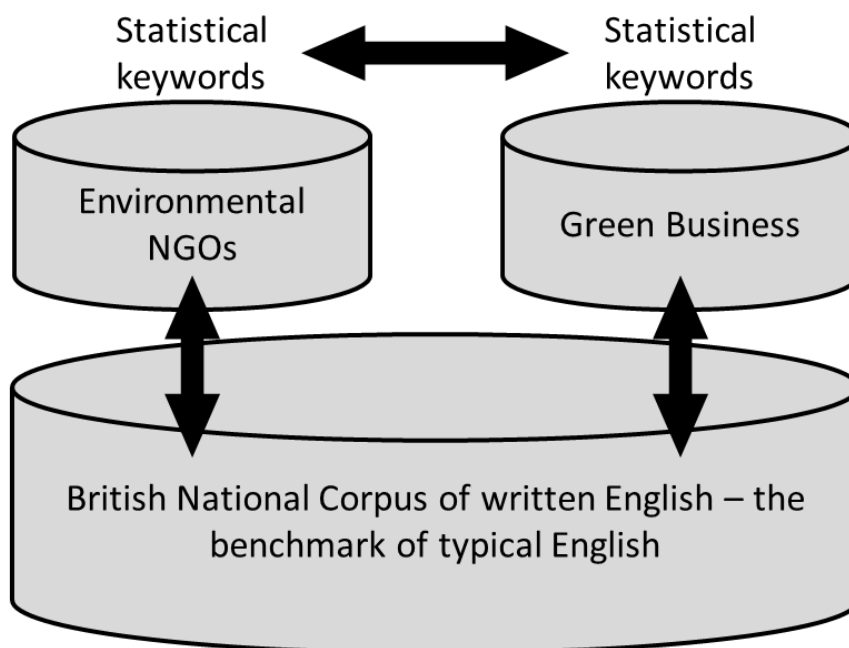 Statistical
keywords
Statistical
keywords
Environmental
NGOs
Green Business
British National Corpus of written English – the
benchmark of typical English